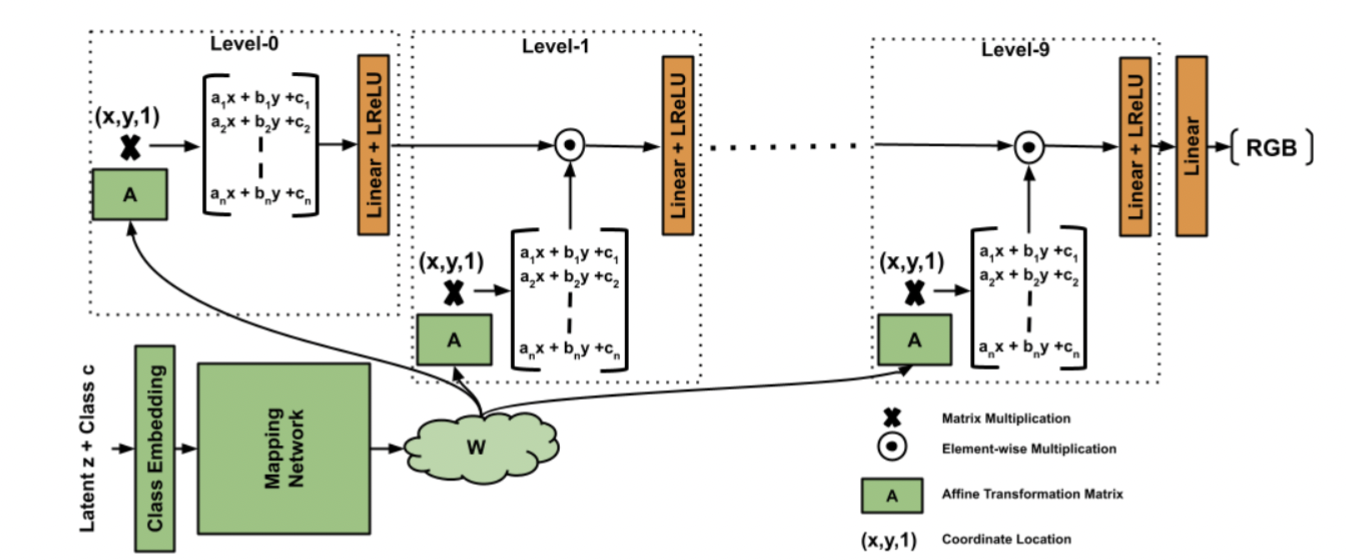 Level-0
(x,y,1)
A
a₁x + b₁y +c₁
a₂x + b₂y +c₂
aₙx + bₙy +cₙ
Linear + LReLU
Level-1
(x,y,1)
A
a₁x + b₁y +c₁
a₂x + b₂y +c₂
aₙx + bₙy +cₙ
Linear + LReLU
Level-9
(x,y,1)
A
a₁x + b₁y +c₁
a₂x + b₂y +c₂
aₙx + bₙy +cₙ
Linear + LReLU
Linear
RGB
Latent z + Class c
Class Embedding
Mapping
Network
W
Matrix Multiplication
Element-wise Multiplication
A
Affine Transformation Matrix
(x,y,1)
Coordinate Location